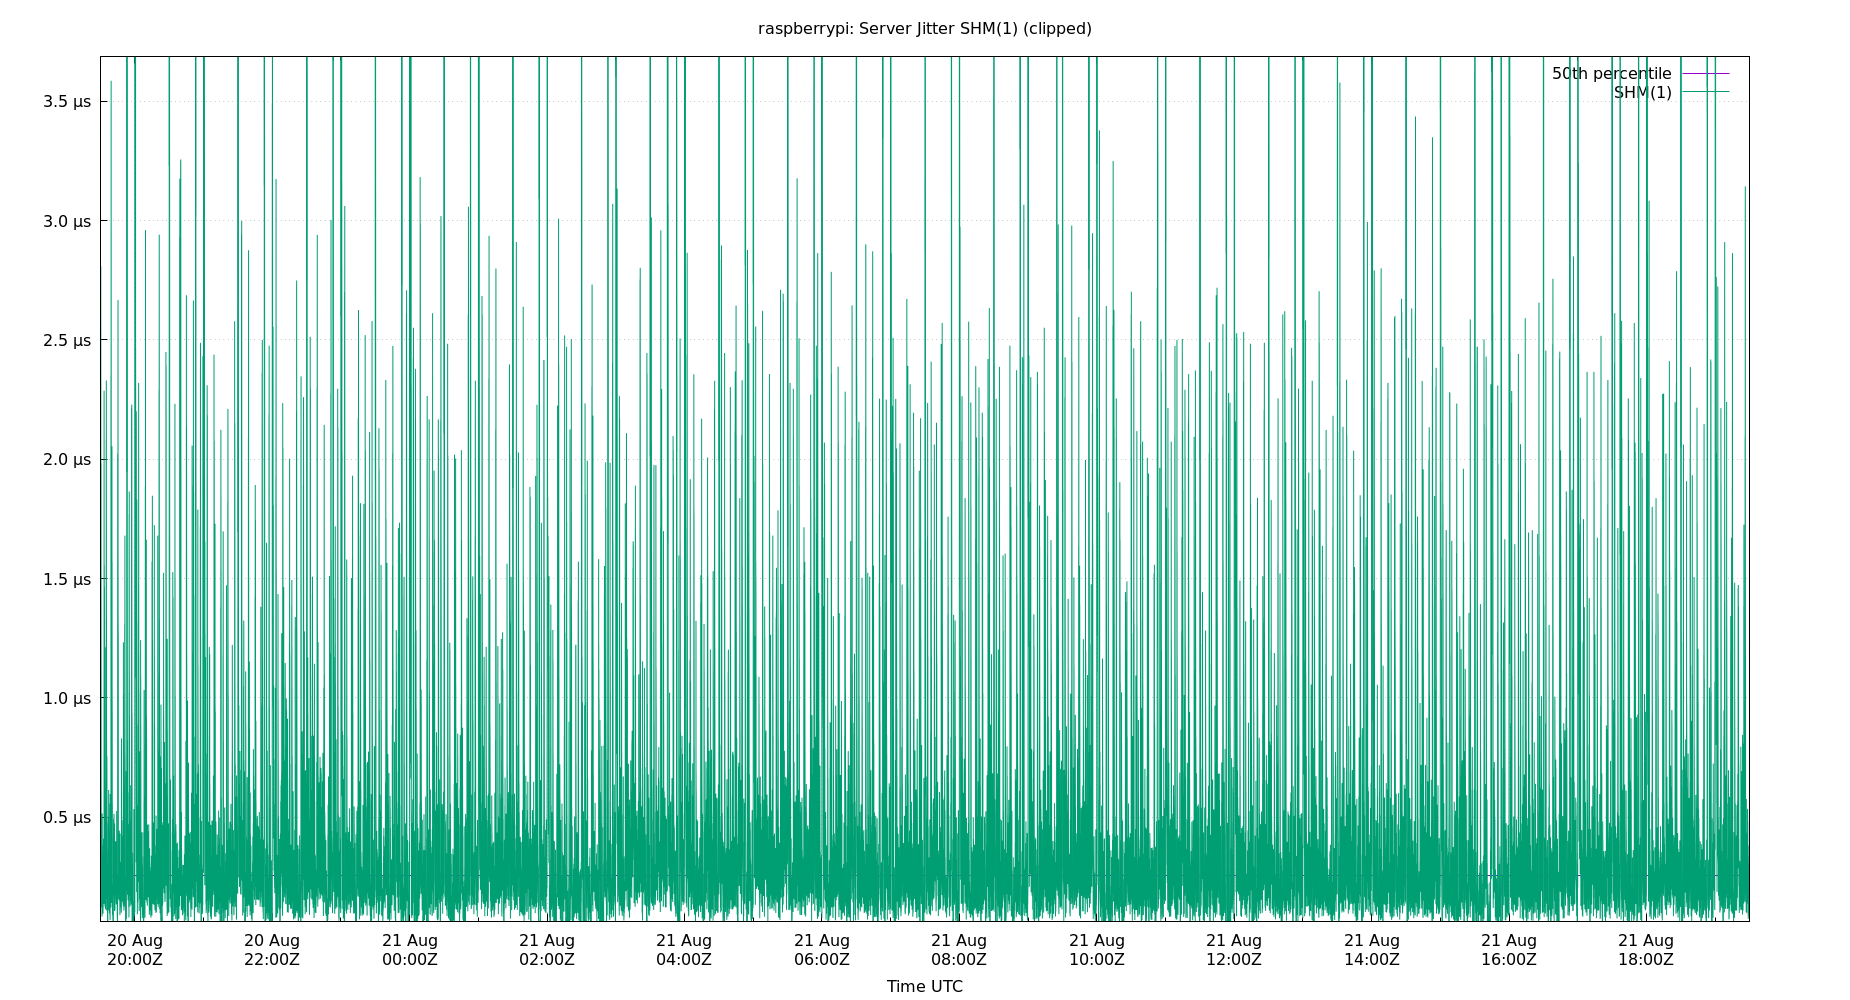 raspberrypi: Server Jitter SHM(1) (clipped)
50th percentile
SHM(1)
3.5 µs
3.0 µs
2.5 µs
2.0 µs
1.5 µs
1.0 µs
0.5 µs
20 Aug 20 Aug 21 Aug 21 Aug 21 Aug 21 Aug 21 Aug 21 Aug 21 Aug 21 Aug 21 Aug 21 Aug
20:00Z 22:00Z 00:00Z 02:00Z 04:00Z 06:00Z 08:00Z 10:00Z 12:00Z 14:00Z 16:00Z 18:00Z
Time UTC